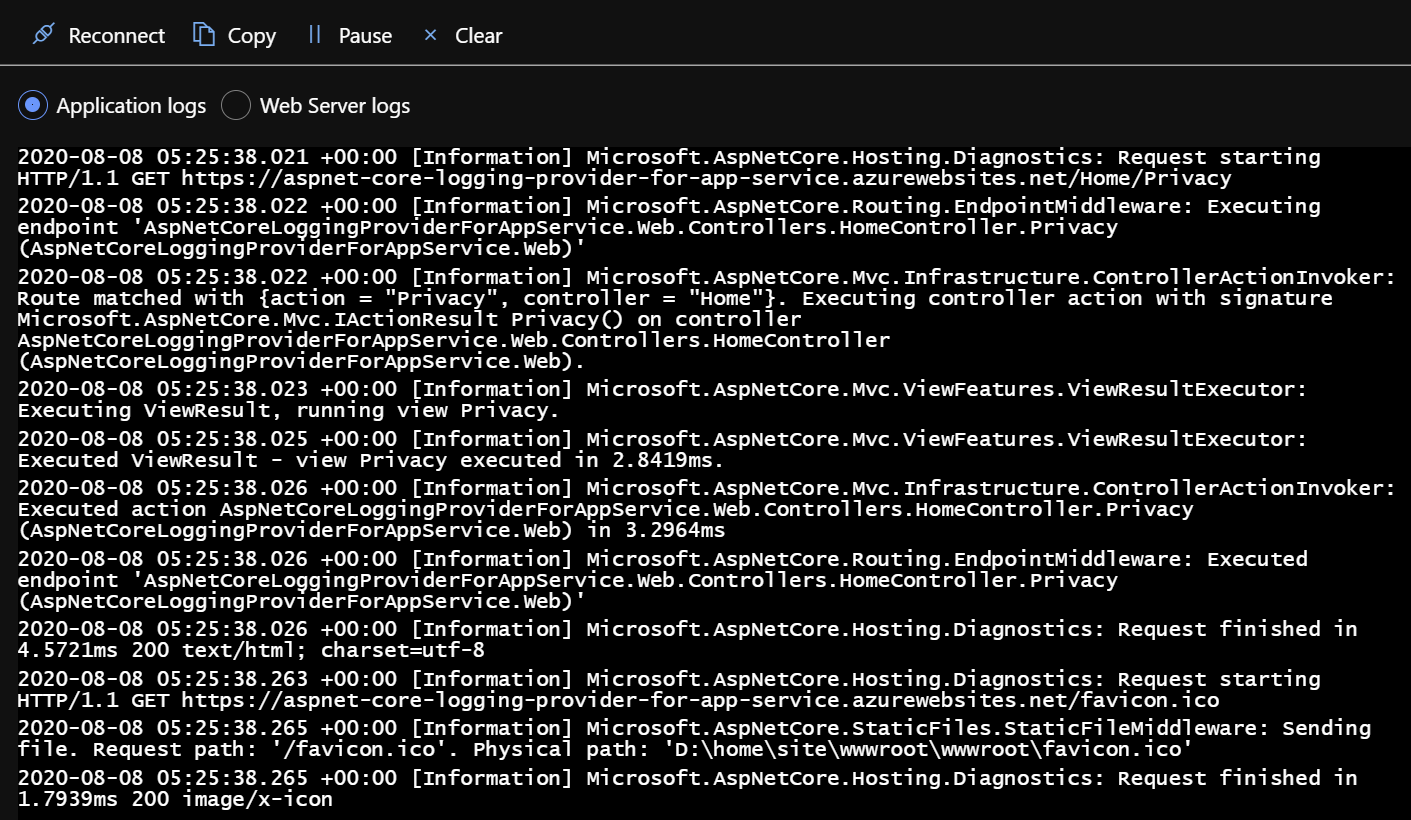 Reconnect Copy Pause Clear
Application logs Web Server logs
2020-08-08 05:25:38.021 +00:00 [Information] Microsoft.AspNetCore.Hosting.Diagnostics: Request starting
HTTP/1.1 GET https://aspnet-core-logging-provider-for-app-service.azurewebsites.net/Home/Privacy
2020-08-08 05:25:38.022 +00:00 [Information] Microsoft.AspNetCore.Routing.EndpointMiddleware: Executing
endpoint 'AspNetCoreLoggingProviderForAppService.Web.Controllers.HomeController.Privacy
(AspNetCoreLoggingProviderForAppService.Web)'
2020-08-08 05:25:38.022 +00:00 [Information] Microsoft.AspNetCore.Mvc.Infrastructure.ControllerActionInvoker:
Route matched with {action = "Privacy", controller = "Home"}. Executing controller action with signature
Microsoft.AspNetCore.Mvc.IActionResult Privacy() on controller
AspNetCoreLoggingProviderForAppService.Web.Controllers.HomeController
(AspNetCoreLoggingProviderForAppService.Web).
2020-08-08 05:25:38.023 +00:00 [Information] Microsoft.AspNetCore.Mvc.ViewFeatures.ViewResultExecutor:
Executing ViewResult, running view Privacy.
2020-08-08 05:25:38.025 +00:00 [Information] Microsoft.AspNetCore.Mvc.ViewFeatures.ViewResultExecutor:
Executed ViewResult - view Privacy executed in 2.8419ms.
2020-08-08 05:25:38.026 +00:00 [Information] Microsoft.AspNetCore.Mvc.Infrastructure.ControllerActionInvoker:
Executed action AspNetCoreLoggingProviderForAppService.Web.Controllers.HomeController.Privacy
(AspNetCoreLoggingProviderForAppService.Web) in 3.2964ms
2020-08-08 05:25:38.026 +00:00 [Information] Microsoft.AspNetCore.Routing.EndpointMiddleware: Executed
endpoint 'AspNetCoreLoggingProviderForAppService.Web.Controllers.HomeController.Privacy
(AspNetCoreLoggingProviderForAppService.Web)'
2020-08-08 05:25:38.026 +00:00 [Information] Microsoft.AspNetCore.Hosting.Diagnostics: Request finished in
4.5721ms 200 text/html; charset=utf-8
2020-08-08 05:25:38.263 +00:00 [Information] Microsoft.AspNetCore.Hosting.Diagnostics: Request starting
HTTP/1.1 GET https://aspnet-core-logging-provider-for-app-service.azurewebsites.net/favicon.ico
2020-08-08 05:25:38.265 +00:00 [Information] Microsoft.AspNetCore.StaticFiles.StaticFileMiddleware: Sending
file. Request path: '/favicon.ico'. Physical path: 'D:\home\site\wwwroot\wwwroot\favicon.ico'
2020-08-08 05:25:38.265 +00:00 [Information] Microsoft.AspNetCore.Hosting.Diagnostics: Request finished in
1.7939ms 200 image/x-icon